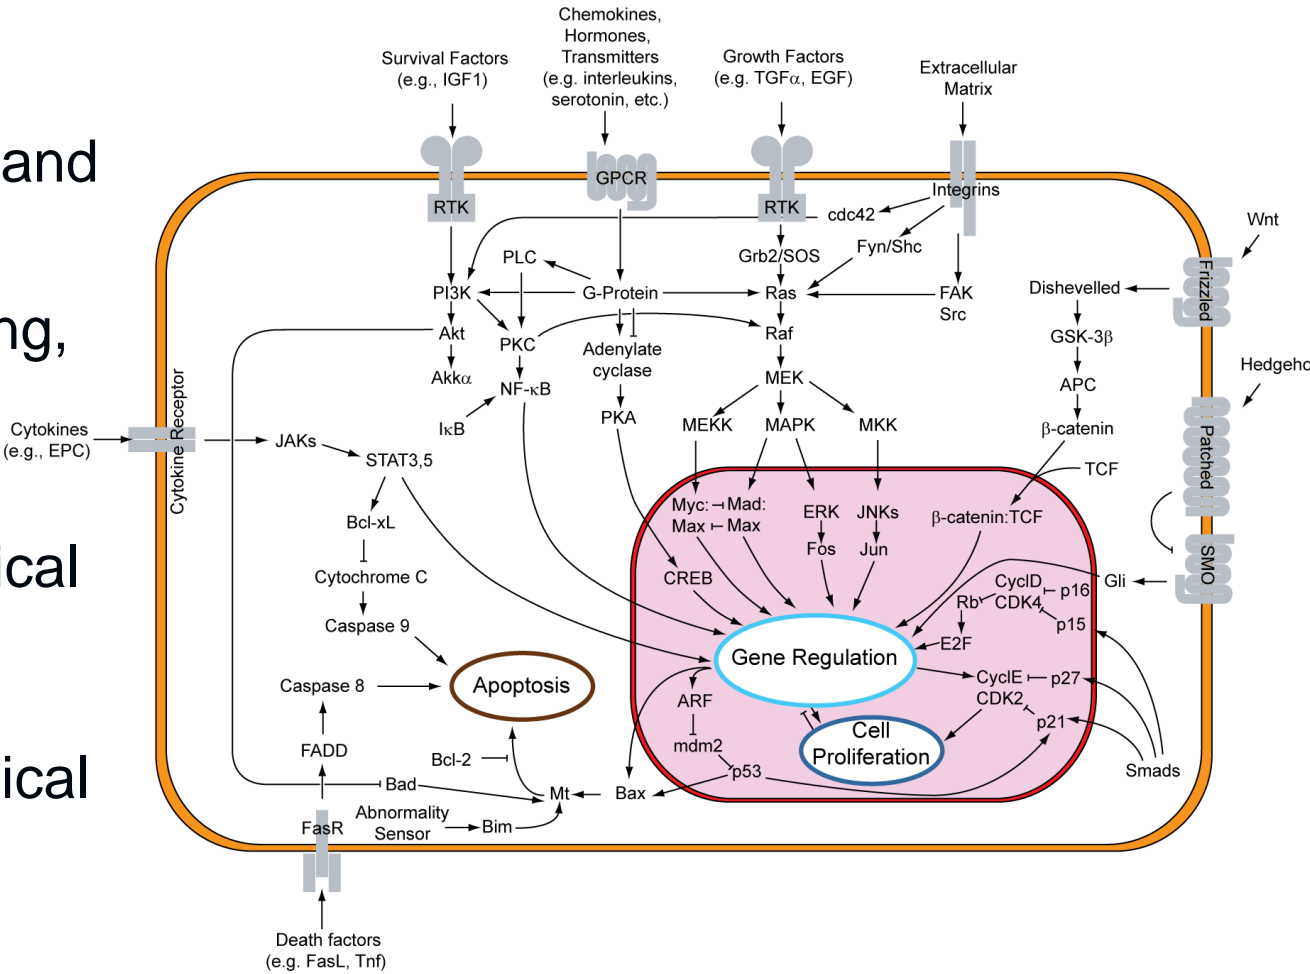 and
ng,
ical
ical
Chemokines,
Hormones,
Transmitters
(e.g. interleukins,
serotonin, etc.)
Survival Factors
(e.g., IGF1)
Growth Factors
(e.g. TGFα, EGF)
Extracellular
Matrix
GPCR
RTK
RTK
Integrins
cdc42
Wnt
Fyn/Shc
Grb2/SOS
PLC
Frizzled
Dishevelled
PI3K
G-Protein
Ras
FAK
Src
Akt
PKC
Raf
GSK-3β
Adenylate
cyclase
Hedgeho
Akkα
NF-κB
MEK
APC
PKA
IκB
MEKK
MAPK
MKK
β-catenin
Cytokines
(e.g., EPC)
Cytokine Receptor
JAKs
STAT3,5
TCF
Patched
Myc:
Mad:
Max
Max
ERK
JNKs
β-catenin:TCF
Bcl-xL
Fos
Jun
SMO
Cytochrome C
CREB
Gli
CyclD
CDK4
p16
Rb
p15
Caspase 9
E2F
Gene Regulation
Caspase 8
Apoptosis
CyclE
p27
CDK2
ARF
p21
Cell
Proliferation
mdm2
FADD
Bcl-2
p53
Smads
Bad
Mt
Bax
Abnormality
Sensor
Bim
FasR
Death factors
(e.g. FasL, Tnf)